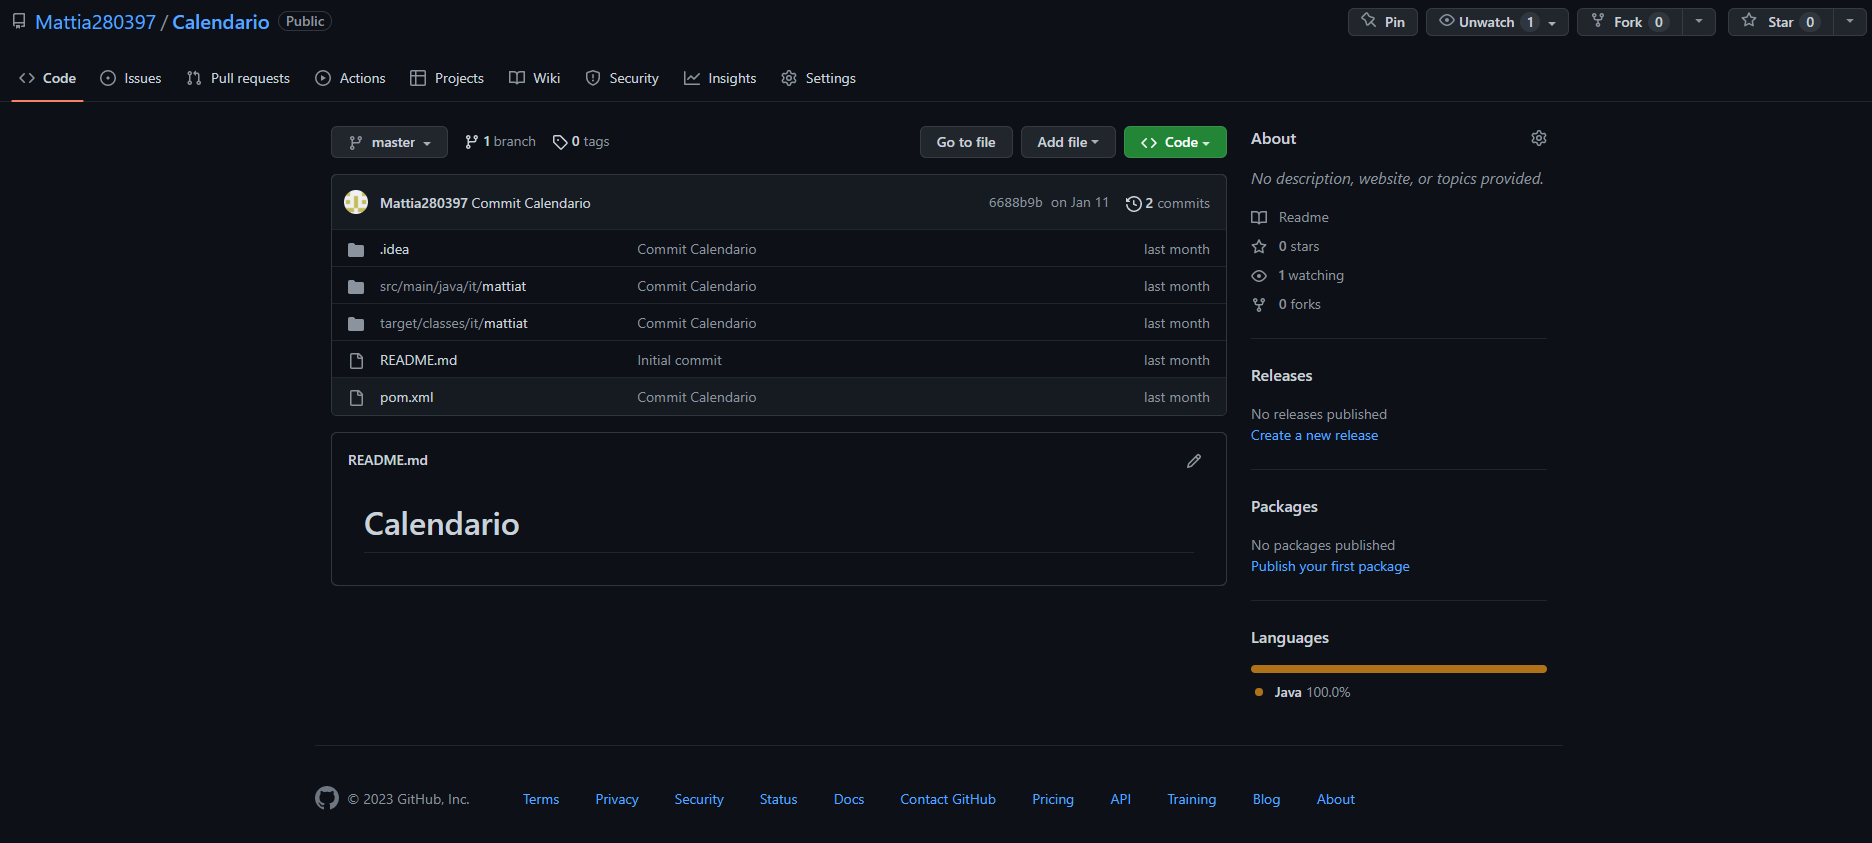 Mattia280397 / Calendario Public
Pin Unwatch 1 Fork 0 Star 0
Code Issues Pull requests Actions Projects Wiki Security Insights Settings
master 1 branch 0 tags Go to file Add file Code
Mattia280397 Commit Calendario 6688b9b on Jan 11 2 commits
.idea Commit Calendario last month
src/main/java/it/mattiat Commit Calendario last month
target/classes/it/mattiat Commit Calendario last month
README.md Initial commit last month
pom.xml Commit Calendario last month
README.md
Calendario
About
No description, website, or topics provided.
Readme
0 stars
1 watching
0 forks
Releases
No releases published
Create a new release
Packages
No packages published
Publish your first package
Languages
Java 100.0%
© 2023 GitHub, Inc. Terms Privacy Security Status Docs Contact GitHub Pricing API Training Blog About